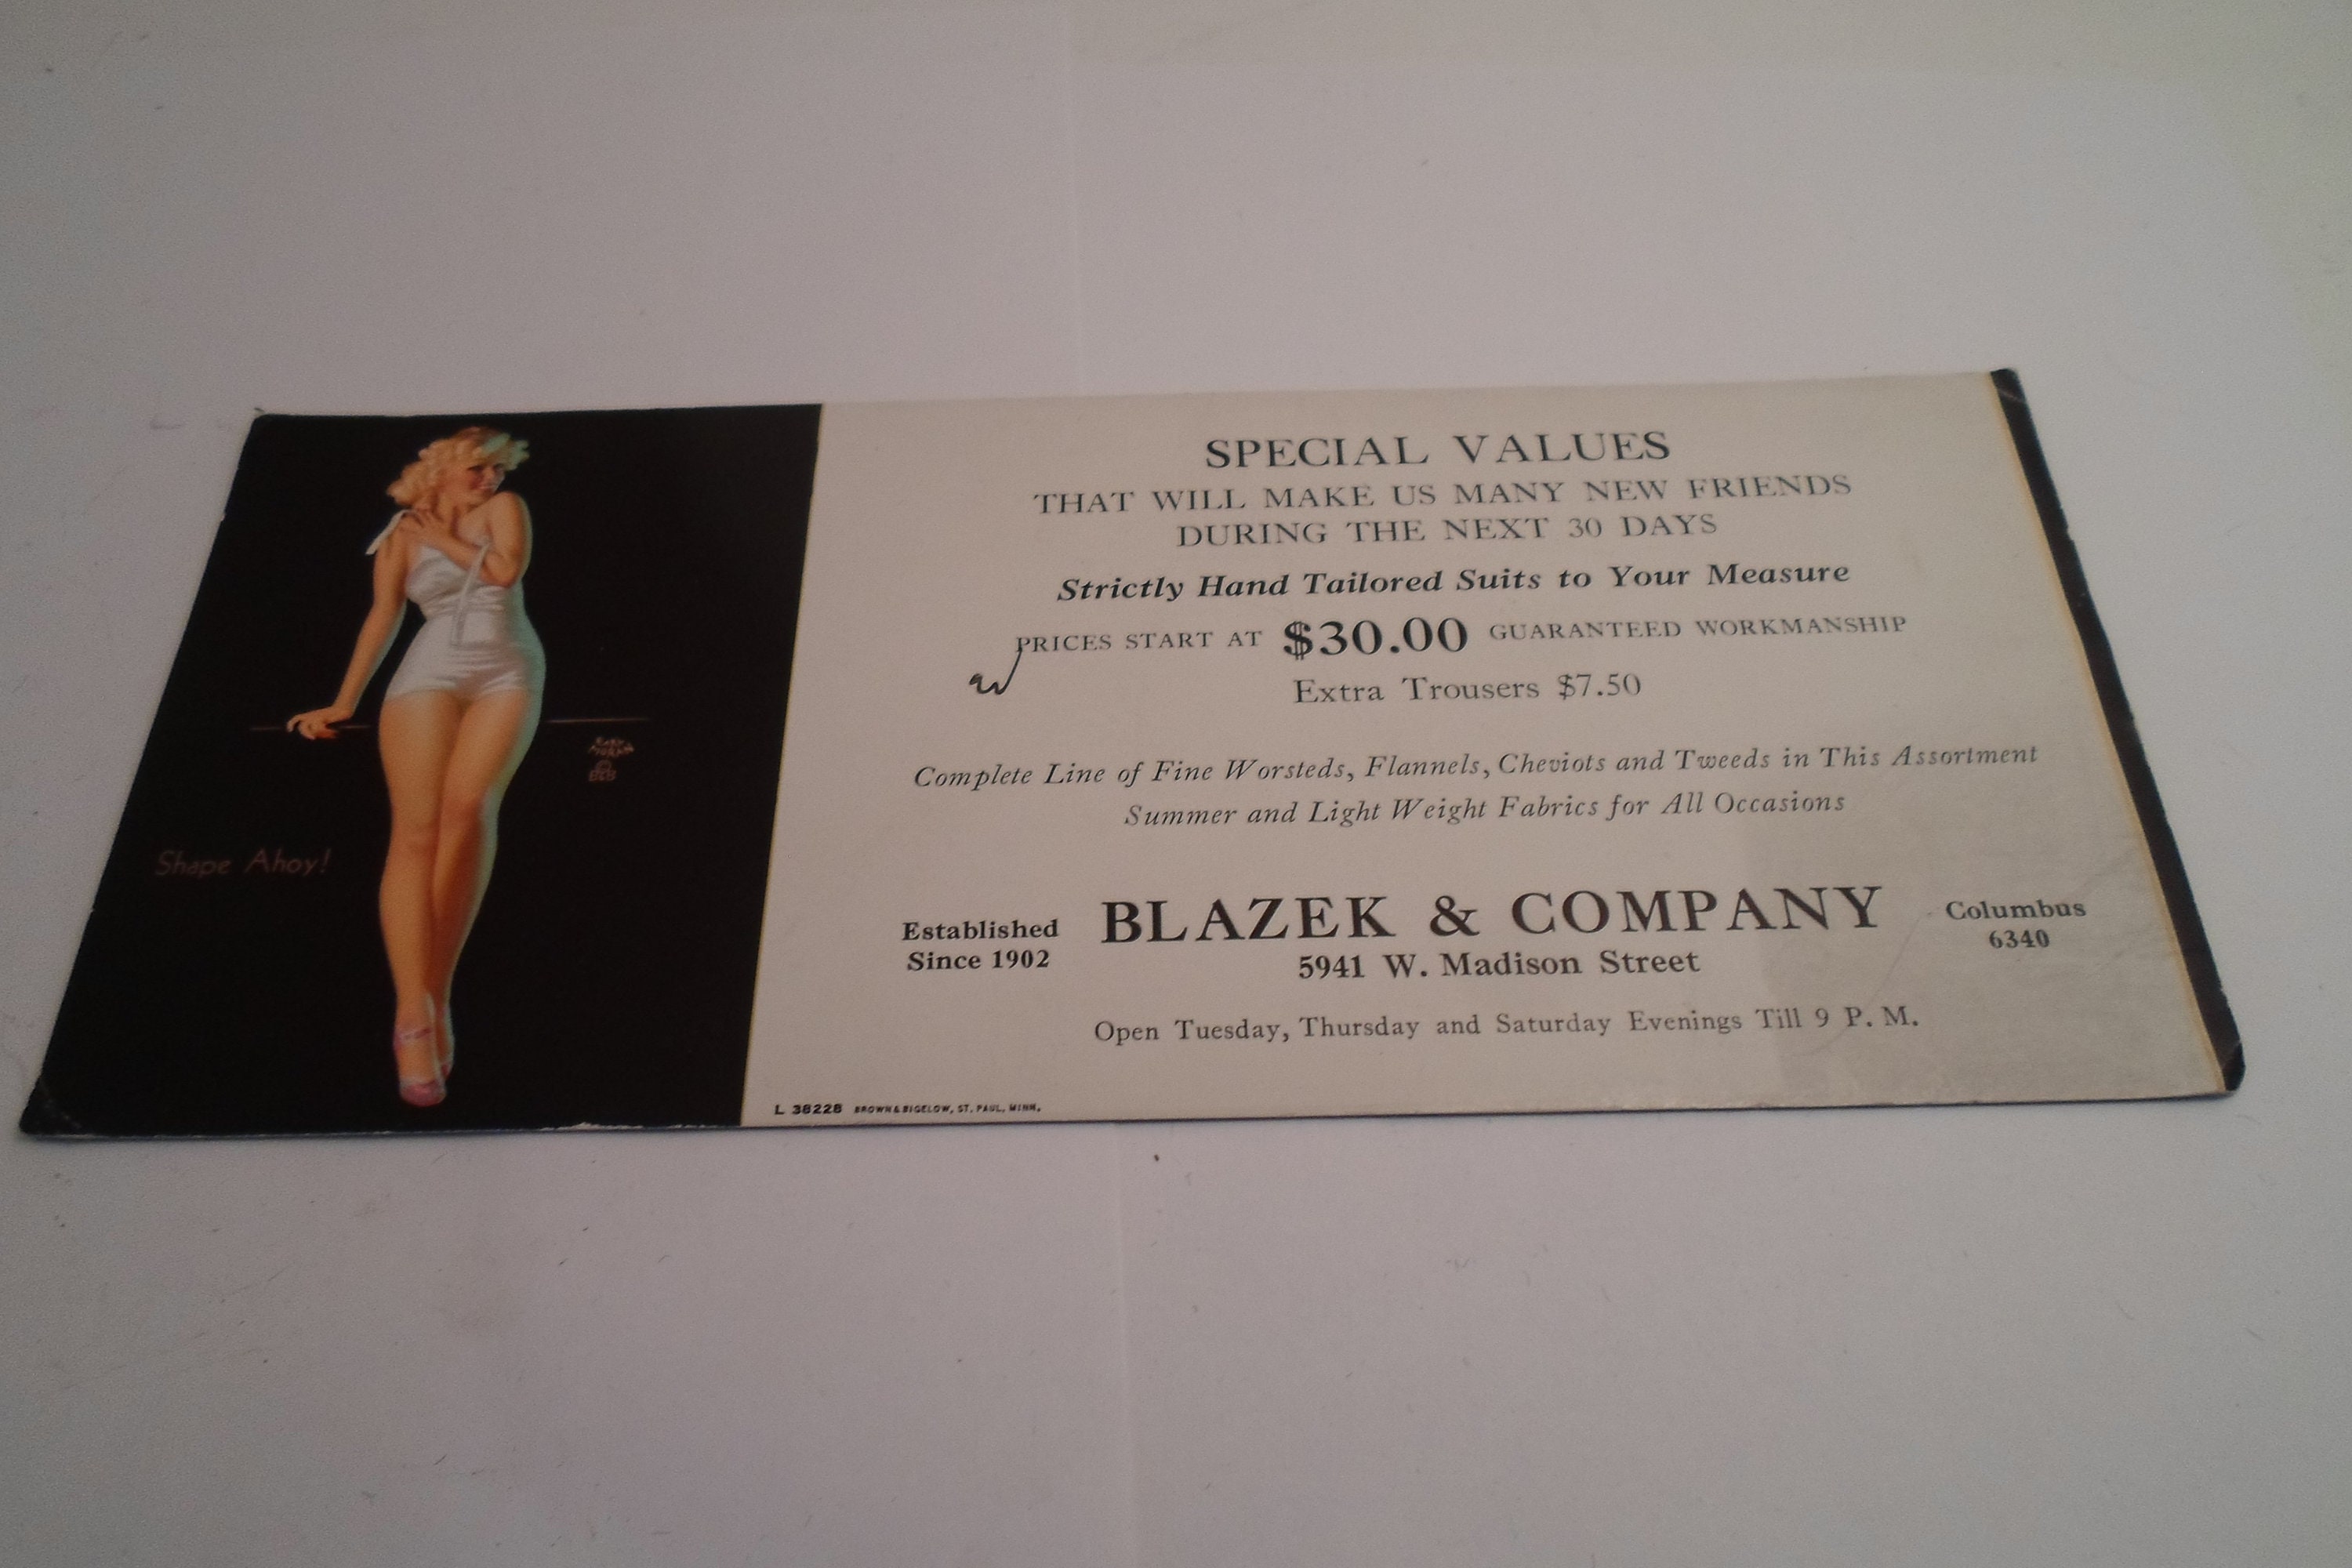 SPECIAL VALUES
THAT WILL MAKE US MANY NEW FRIENDS
DURING THE NEXT 30 DAYS
Strictly Hand Tailored Suits to Your Measure
PRICES START AT $30.00 GUARANTEED WORKMANSHIP
Extra Trousers $7.50
Complete Line of Fine Worsteds, Flannels, Cheviots and Tweeds in This Assortment
Summer and Light Weight Fabrics for All Occasions
Established
Since 1902
BLAZEK & COMPANY
5941 W. Madison Street
Columbus
6340
Open Tuesday, Thursday and Saturday Evenings Till 9 P. M.
L 38228 BROWN & BIGELOW, ST. PAUL, MINN.
Shape Ahoy!
EARL
MORAN
B&B